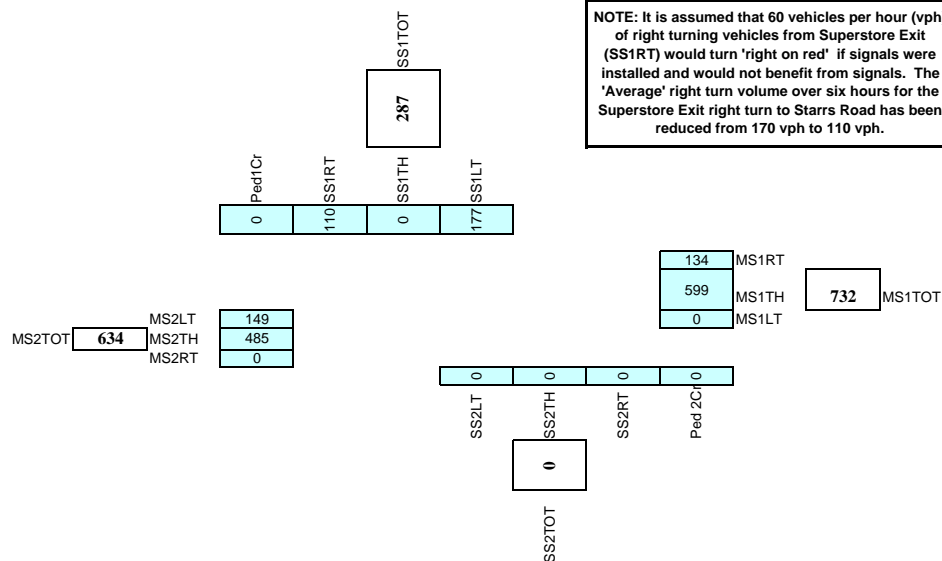 NOTE: It is assumed that 60 vehicles per hour (vph
of right turning vehicles from Superstore Exit
(SS1RT) would turn 'right on red' if signals were
installed and would not benefit from signals. The
'Average' right turn volume over six hours for the
Superstore Exit right turn to Starrs Road has been
reduced from 170 vph to 110 vph.
SS1TOT
287
Ped1Cr
SS1RT
SS1TH
SS1LT
0
110
0
177
134 MS1RT
599 MS1TH
732 MS1TOT
0 MS1LT
MS2LT 149
MS2TOT 634 MS2TH 485
MS2RT 0
0
0
0
0
SS2LT
SS2TH
SS2RT
Ped 2Cr
0
SS2TOT